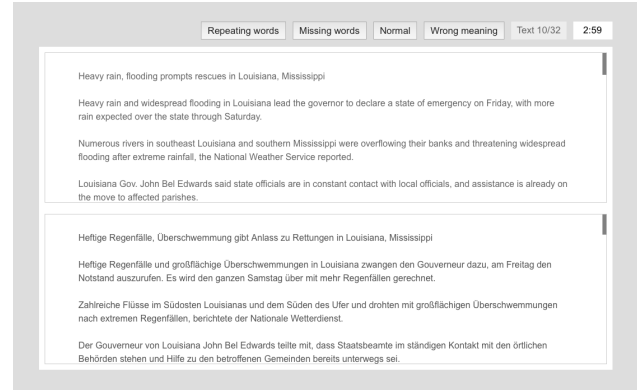 Repeating words Missing words Normal Wrong meaning Text 10/32 2:59
Heavy rain, flooding prompts rescues in Louisiana, Mississippi
Heavy rain and widespread flooding in Louisiana lead the governor to declare a state of emergency on Friday, with more
rain expected over the state through Saturday.
Numerous rivers in southeast Louisiana and southern Mississippi were overflowing their banks and threatening widespread
flooding after extreme rainfall, the National Weather Service reported.
Louisiana Gov. John Bel Edwards said state officials are in constant contact with local officials, and assistance is already on
the move to affected parishes.
Heftige Regenfälle, Überschwemmung gibt Anlass zu Rettungen in Louisiana, Mississippi
Heftige Regenfälle und großflächige Überschwemmungen in Louisiana zwangen den Gouverneur dazu, am Freitag den
Notstand auszurufen. Es wird den ganzen Samstag über mit mehr Regenfällen gerechnet.
Zahlreiche Flüsse im Südosten Louisianas und dem Süden des Ufer und drohten mit großflächigen Überschwemmungen
nach extremen Regenfällen, berichtete der Nationale Wetterdienst.
Der Gouverneur von Louisiana John Bel Edwards teilte mit, dass Staatsbeamte im ständigen Kontakt mit den örtlichen
Behörden stehen und Hilfe zu den betroffenen Gemeinden bereits unterwegs sei.